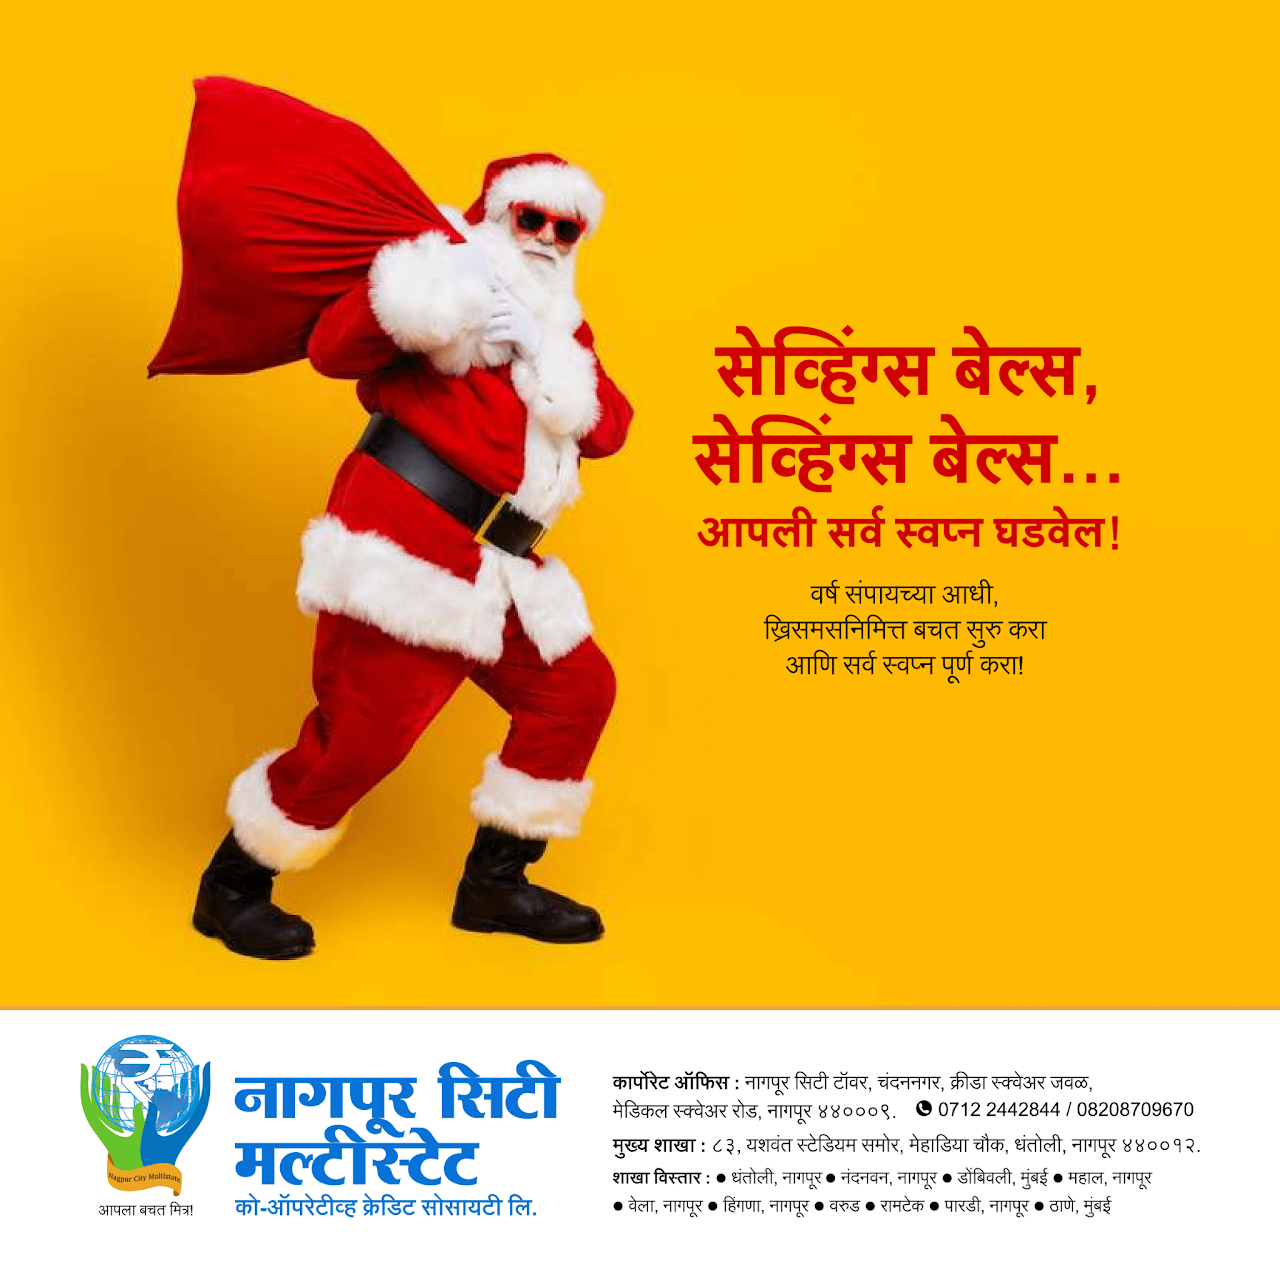 सेव्हिंग्स बेल्स,
सेव्हिंग्स बेल्स...
आपली सर्व स्वप्न घडवेल!
वर्ष संपायच्या आधी,
ख्रिसमसनिमित्त बचत सुरु करा
आणि सर्व स्वप्न पूर्ण करा!
Nagpur City Multistate
आपला बचत मित्र!
नागपूर सिटी
मल्टीस्टेट
को-ऑपरेटीव्ह क्रेडिट सोसायटी लि.
कार्पोरेट ऑफिस : नागपूर सिटी टॉवर, चंदननगर, क्रीडा स्क्वेअर जवळ,
मेडिकल स्क्वेअर रोड, नागपूर ४४०००९. 0712 2442844 / 08208709670
मुख्य शाखा : ८३, यशवंत स्टेडियम समोर, मेहाडिया चौक, धंतोली, नागपूर ४४००१२.
शाखा विस्तार : ● धंतोली, नागपूर ● नंदनवन, नागपूर ● डोंबिवली, मुंबई ● महाल, नागपूर
● वेला, नागपूर ● हिंगणा, नागपूर ● वरुड ● रामटेक ● पारडी, नागपूर ● ठाणे, मुंबई